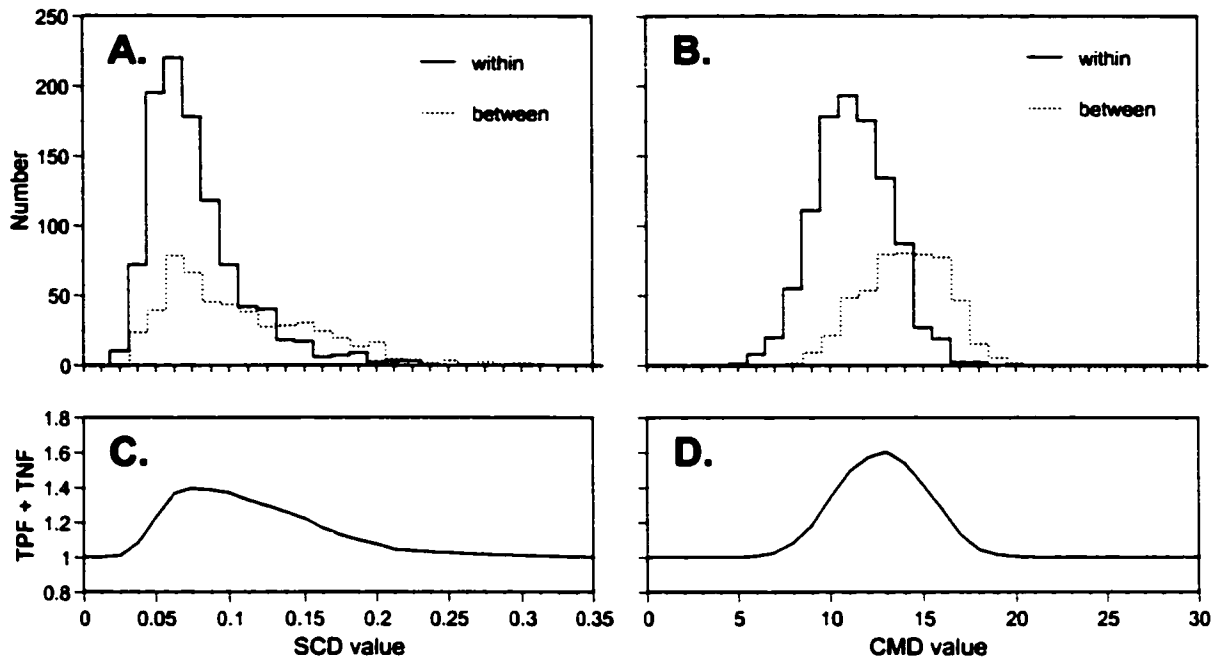 250
200
150
100
50
0
Number
A.
within
between
B.
within
between
1.8
1.6
1.4
1.2
1
0.8
TPF + TNF
C.
D.
0 0.05 0.1 0.15 0.2 0.25 0.3 0.35
SCD value
0 5 10 15 20 25 30
CMD value